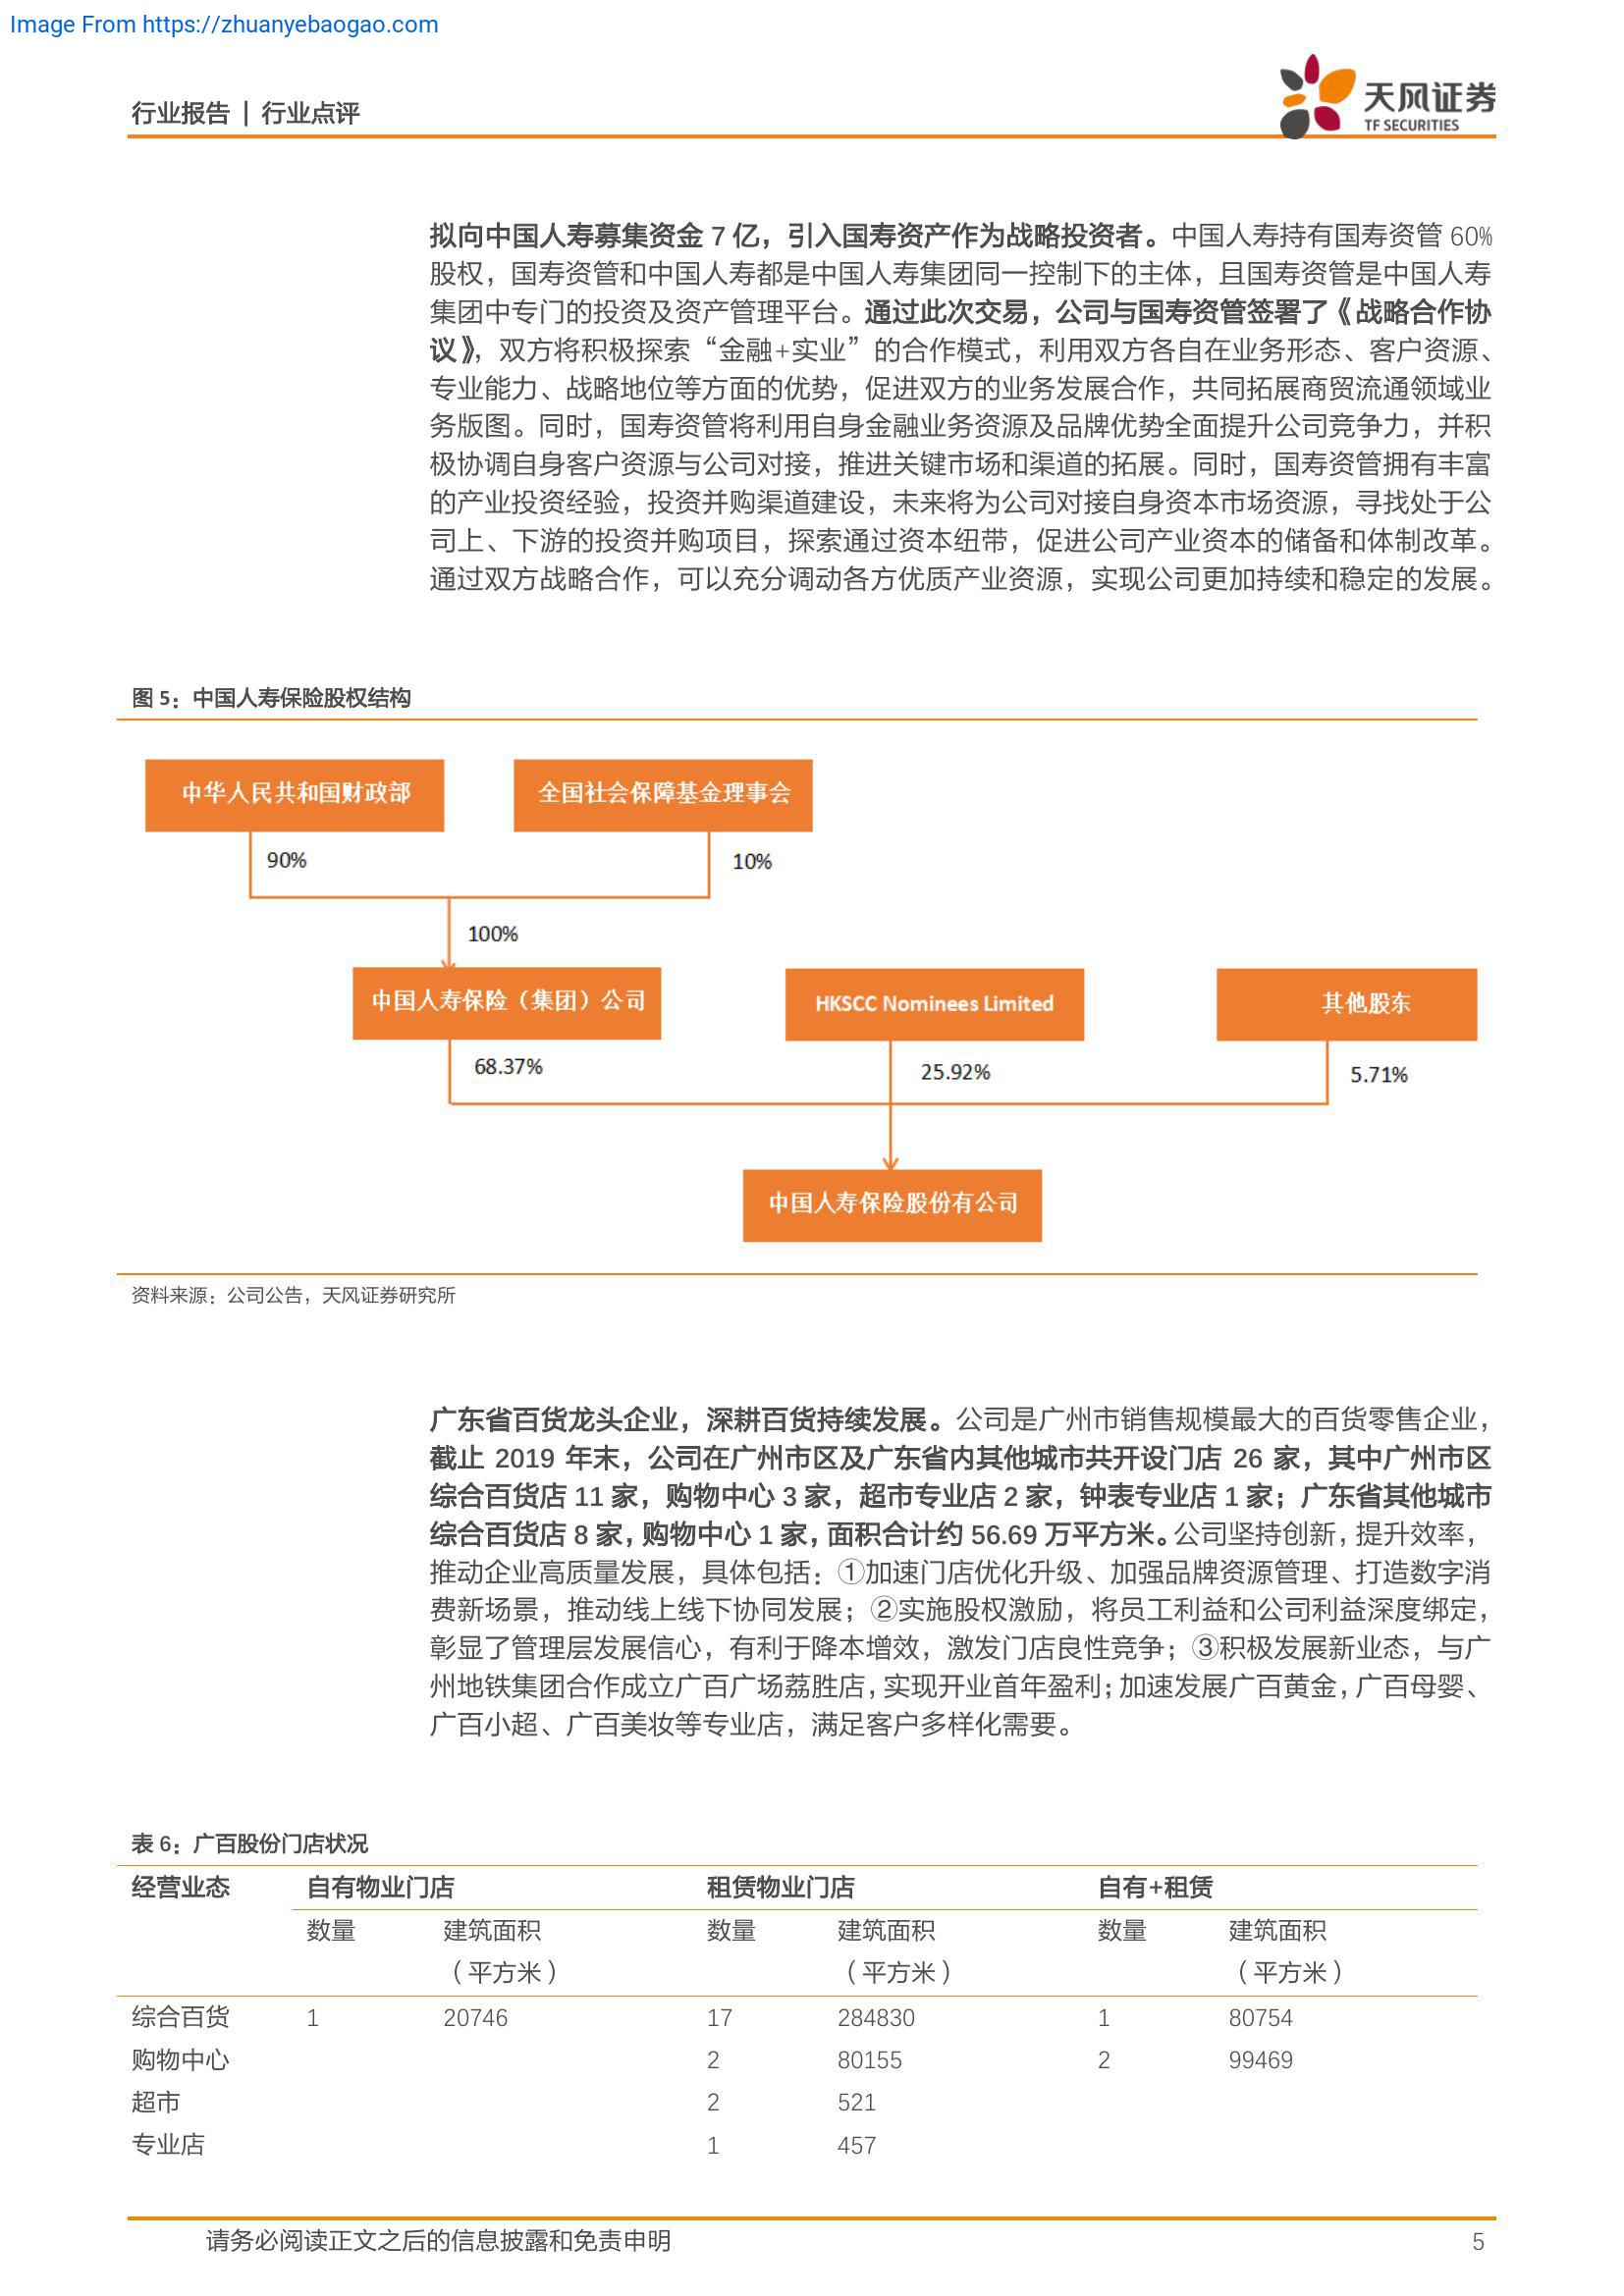 Image From https://zhuanyebaogao.com
行业报告 | 行业点评
天风证券
TF SECURITIES
拟向中国人寿募集资金 7 亿，引入国寿资产作为战略投资者。中国人寿持有国寿资管 60%
股权，国寿资管和中国人寿都是中国人寿集团同一控制下的主体，且国寿资管是中国人寿
集团中专门的投资及资产管理平台。通过此次交易，公司与国寿资管签署了《战略合作协
议》，双方将积极探索“金融+实业”的合作模式，利用双方各自在业务形态、客户资源、
专业能力、战略地位等方面的优势，促进双方的业务发展合作，共同拓展商贸流通领域业
务版图。同时，国寿资管将利用自身金融业务资源及品牌优势全面提升公司竞争力，并积
极协调自身客户资源与公司对接，推进关键市场和渠道的拓展。同时，国寿资管拥有丰富
的产业投资经验，投资并购渠道建设，未来将为公司对接自身资本市场资源，寻找处于公
司上、下游的投资并购项目，探索通过资本纽带，促进公司产业资本的储备和体制改革。
通过双方战略合作，可以充分调动各方优质产业资源，实现公司更加持续和稳定的发展。
图 5：中国人寿保险股权结构
中华人民共和国财政部
全国社会保障基金理事会
90%
10%
100%
中国人寿保险（集团）公司
HKSCC Nominees Limited
其他股东
68.37%
25.92%
5.71%
中国人寿保险股份有公司
资料来源：公司公告，天风证券研究所
广东省百货龙头企业，深耕百货持续发展。公司是广州市销售规模最大的百货零售企业，
截止 2019 年末，公司在广州市区及广东省内其他城市共开设门店 26 家，其中广州市区
综合百货店 11 家，购物中心 3 家，超市专业店 2 家，钟表专业店 1 家；广东省其他城市
综合百货店 8 家，购物中心 1 家，面积合计约 56.69 万平方米。公司坚持创新，提升效率，
推动企业高质量发展，具体包括：①加速门店优化升级、加强品牌资源管理、打造数字消
费新场景，推动线上线下协同发展；②实施股权激励，将员工利益和公司利益深度绑定，
彰显了管理层发展信心，有利于降本增效，激发门店良性竞争；③积极发展新业态，与广
州地铁集团合作成立广百广场荔胜店，实现开业首年盈利；加速发展广百黄金，广百母婴、
广百小超、广百美妆等专业店，满足客户多样化需要。
表 6：广百股份门店状况
经营业态 自有物业门店 租赁物业门店 自有+租赁
数量 建筑面积 数量 建筑面积 数量 建筑面积
（平方米） （平方米） （平方米）
综合百货 1 20746 17 284830 1 80754
购物中心 2 80155 2 99469
超市 2 521
专业店 1 457
请务必阅读正文之后的信息披露和免责申明 5